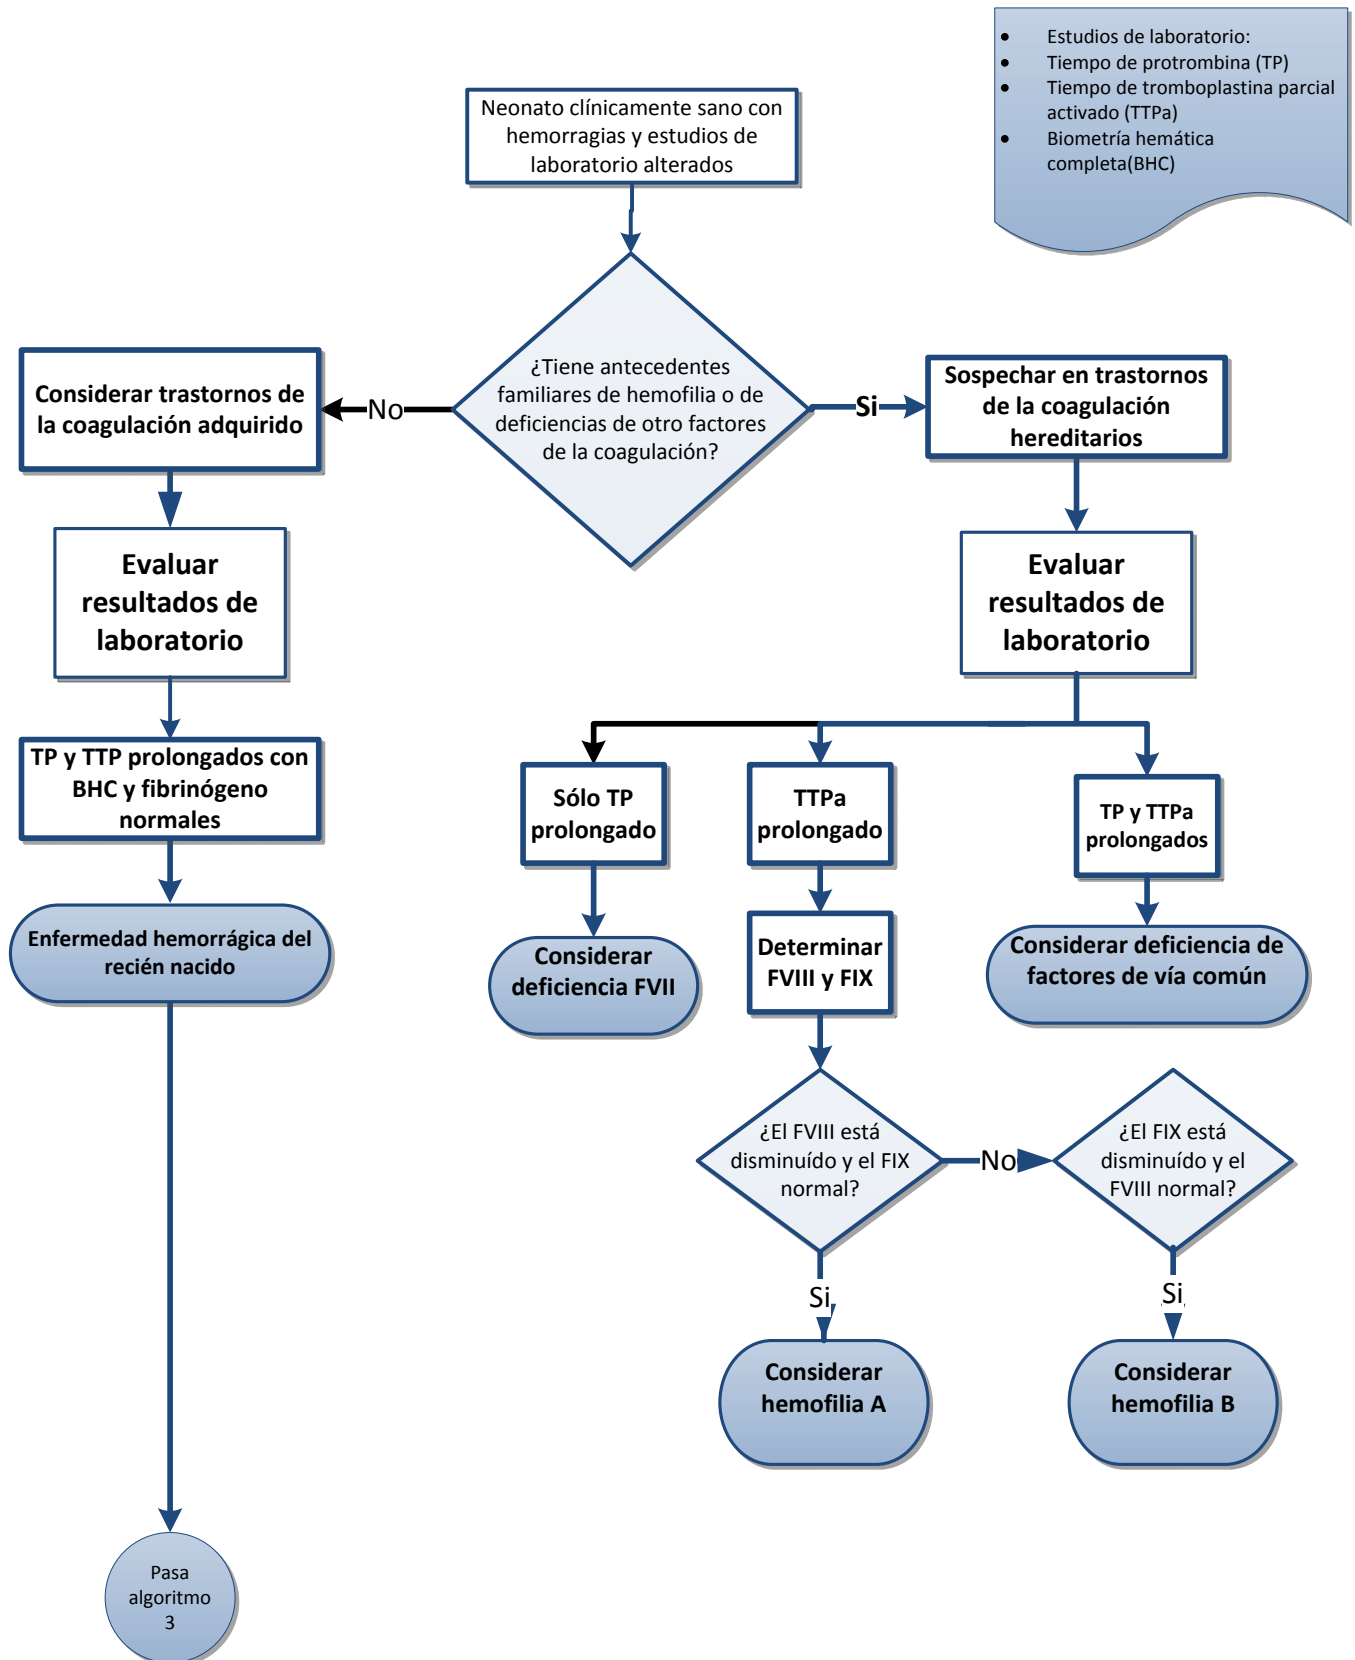 • Estudios de laboratorio:
• Tiempo de protrombina (TP)
• Tiempo de tromboplastina parcial
activado (TTPa)
• Biometría hemática
completa(BHC)
Neonato clínicamente sano con
hemorragias y estudios de
laboratorio alterados
¿Tiene antecedentes
familiares de hemofilia o de
deficiencias de otro factores
de la coagulación?
No
Si
Considerar trastornos de
la coagulación adquirido
Sospechar en trastornos
de la coagulación
hereditarios
Evaluar
resultados de
laboratorio
Evaluar
resultados de
laboratorio
TP y TTP prolongados con
BHC y fibrinógeno
normales
Sólo TP
prolongado
TTPa
prolongado
TP y TTPa
prolongados
Enfermedad hemorrágica del
recién nacido
Considerar
deficiencia FVII
Determinar
FVIII y FIX
Considerar deficiencia de
factores de vía común
¿El FVIII está
disminuído y el FIX
normal?
No
¿El FIX está
disminuído y el
FVIII normal?
Si
Si
Considerar
hemofilia A
Considerar
hemofilia B
Pasa
algoritmo
3